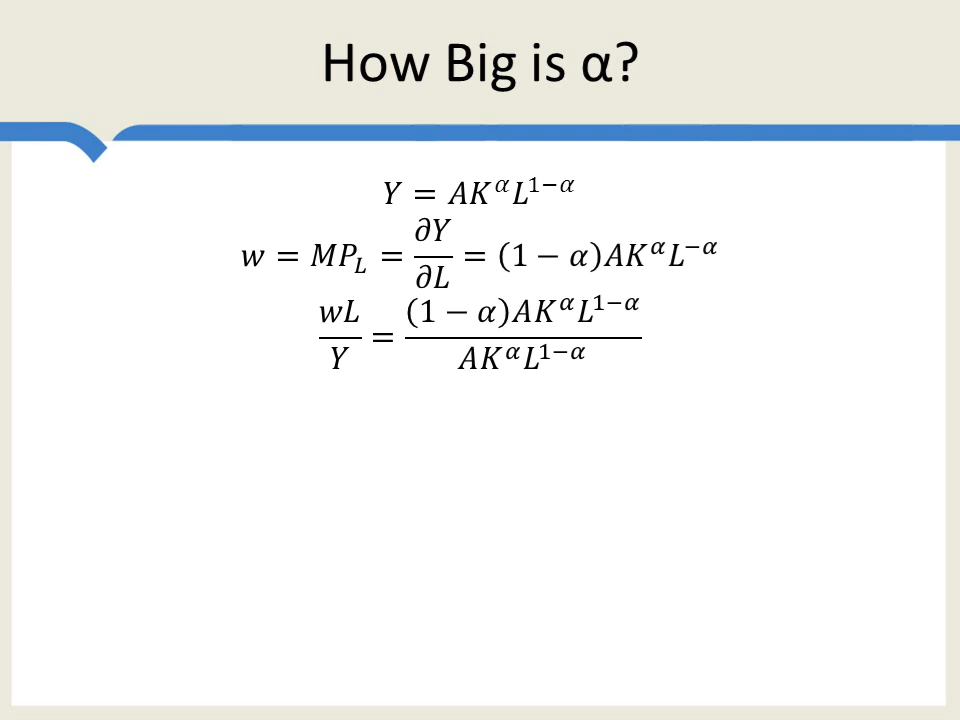 How Big is α?
𝑌 = 𝐴𝐾^𝛼 𝐿^(1−𝛼)
𝑤 = 𝑀𝑃_𝐿 = 𝜕𝑌/𝜕𝐿 = (1 − 𝛼)𝐴𝐾^𝛼 𝐿^(−𝛼)
𝑤𝐿/𝑌 = (1 − 𝛼)𝐴𝐾^𝛼 𝐿^(1−𝛼) / 𝐴𝐾^𝛼 𝐿^(1−𝛼)